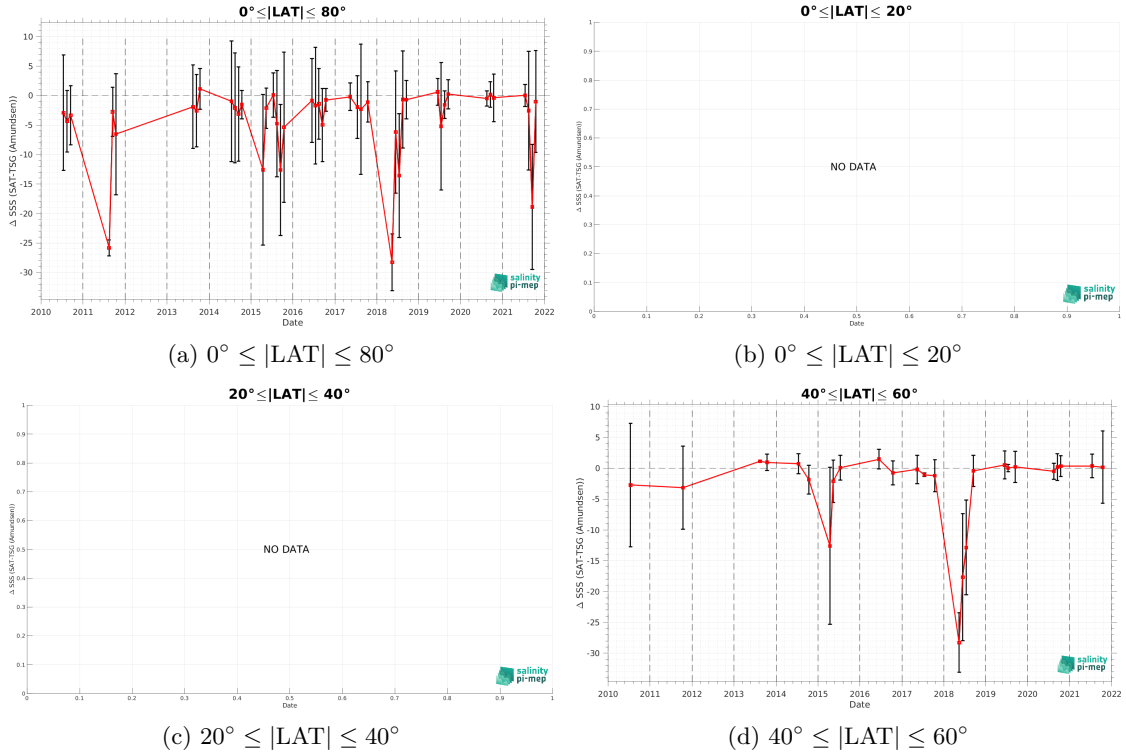 0°≤|LAT|≤ 80°
10
5
0
-5
-10
-15
-20
-25
-30
Δ SSS (SAT-TSG (Amundsen))
2010 2011 2012 2013 2014 2015 2016 2017 2018 2019 2020 2021 2022
Date
salinity
pi-mep
(a) 0° ≤ |LAT| ≤ 80°
0°≤|LAT|≤ 20°
1
0.9
0.8
0.7
0.6
0.5
0.4
0.3
0.2
0.1
0
Δ SSS (SAT-TSG (Amundsen))
NO DATA
0 0.1 0.2 0.3 0.4 0.5 0.6 0.7 0.8 0.9 1
Date
salinity
pi-mep
(b) 0° ≤ |LAT| ≤ 20°
20°≤|LAT|≤ 40°
1
0.9
0.8
0.7
0.6
0.5
0.4
0.3
0.2
0.1
0
Δ SSS (SAT-TSG (Amundsen))
NO DATA
0 0.1 0.2 0.3 0.4 0.5 0.6 0.7 0.8 0.9 1
Date
salinity
pi-mep
(c) 20° ≤ |LAT| ≤ 40°
40°≤|LAT|≤ 60°
10
5
0
-5
-10
-15
-20
-25
-30
Δ SSS (SAT-TSG (Amundsen))
2010 2011 2012 2013 2014 2015 2016 2017 2018 2019 2020 2021 2022
Date
salinity
pi-mep
(d) 40° ≤ |LAT| ≤ 60°